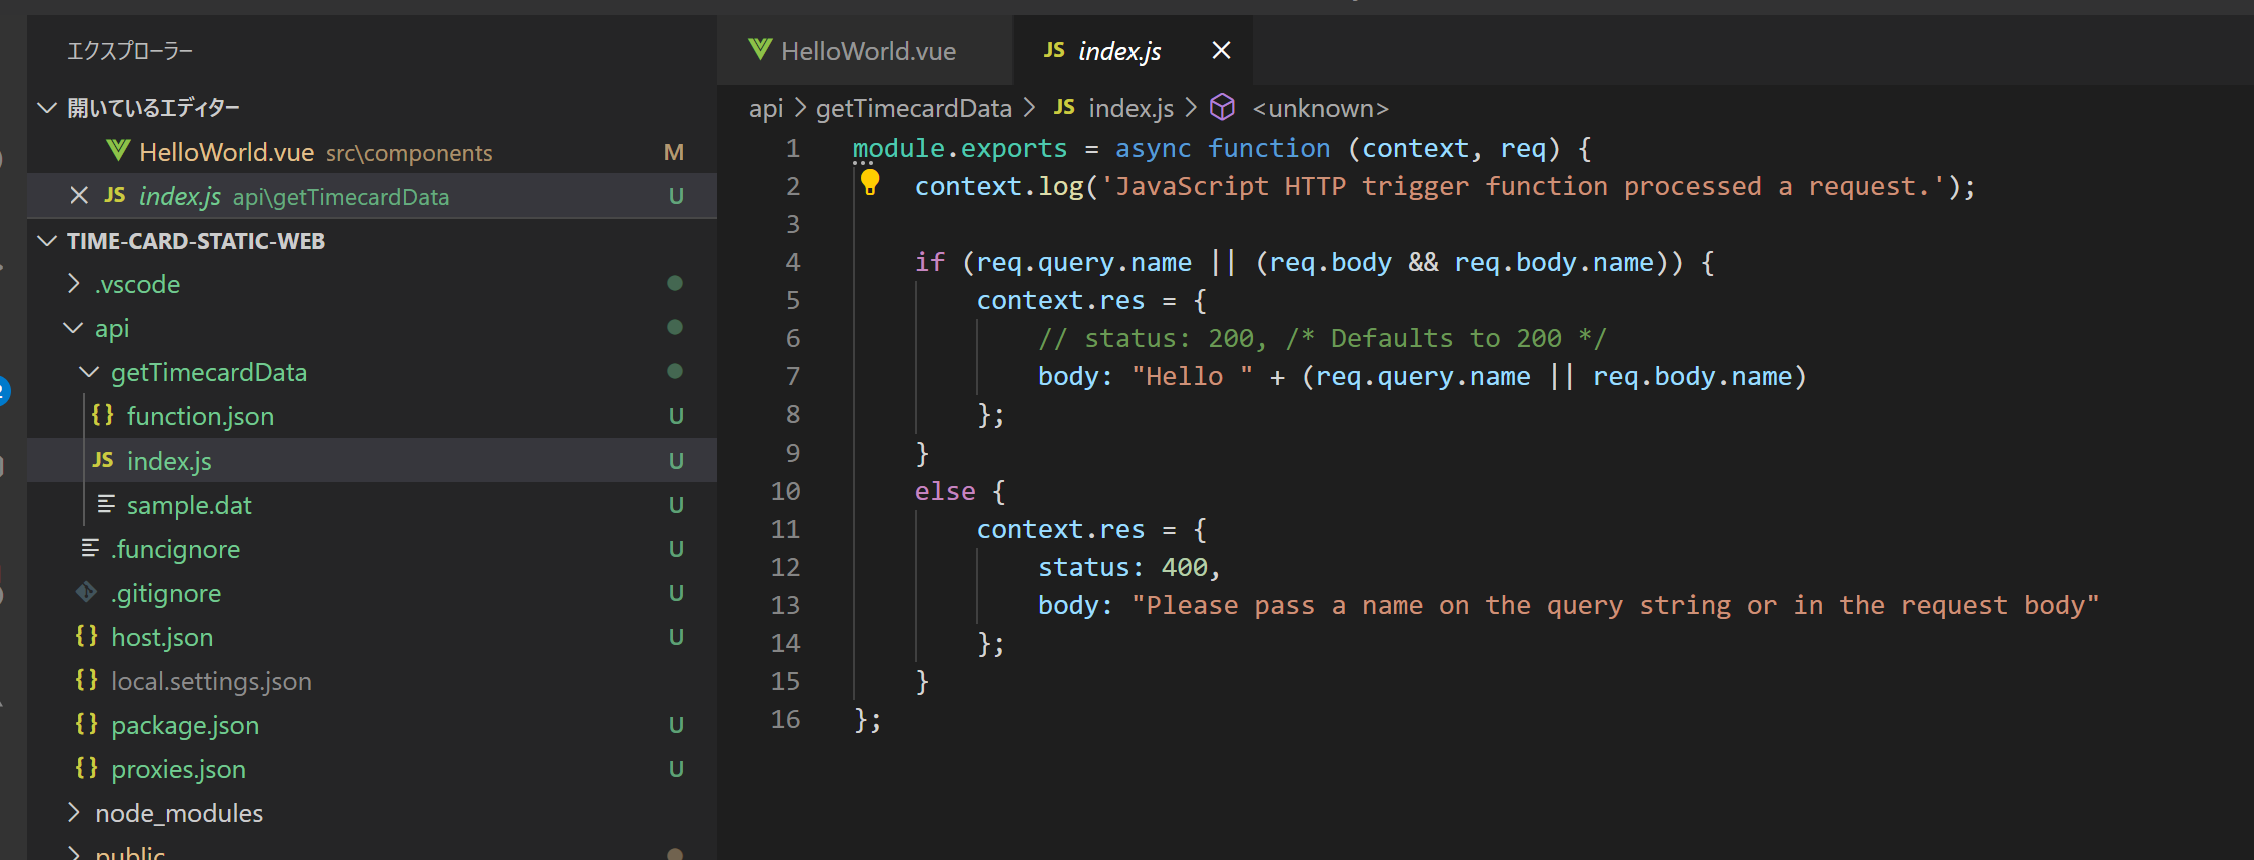 エクスプローラー
開いているエディター
HelloWorld.vue src\components M
JS index.js api\getTimecardData U
TIME-CARD-STATIC-WEB
.vscode
api
getTimecardData
{} function.json U
JS index.js U
sample.dat U
.funcignore U
.gitignore U
{} host.json U
{} local.settings.json
{} package.json U
{} proxies.json U
node_modules
public
HelloWorld.vue
JS index.js
api > getTimecardData > JS index.js > <unknown>
1 module.exports = async function (context, req) {
2 context.log('JavaScript HTTP trigger function processed a request.');
3
4 if (req.query.name || (req.body && req.body.name)) {
5 context.res = {
6 // status: 200, /* Defaults to 200 */
7 body: "Hello " + (req.query.name || req.body.name)
8 };
9 }
10 else {
11 context.res = {
12 status: 400,
13 body: "Please pass a name on the query string or in the request body"
14 };
15 }
16 };